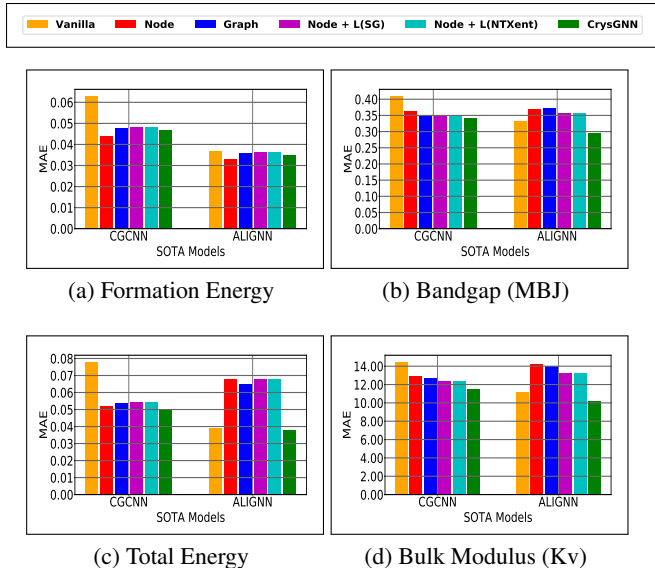 Vanilla Node Graph Node + L(SG) Node + L(NTXent) CrysGNN
0.06
0.05
0.04
0.03
0.02
0.01
0.00
MAE
CGCNN ALIGNN
SOTA Models
(a) Formation Energy
0.40
0.35
0.30
0.25
0.20
0.15
0.10
0.05
0.00
MAE
CGCNN ALIGNN
SOTA Models
(b) Bandgap (MBJ)
0.08
0.07
0.06
0.05
0.04
0.03
0.02
0.01
0.00
MAE
CGCNN ALIGNN
SOTA Models
(c) Total Energy
14.00
12.00
10.00
8.00
6.00
4.00
2.00
0.00
MAE
CGCNN ALIGNN
SOTA Models
(d) Bulk Modulus (Kv)